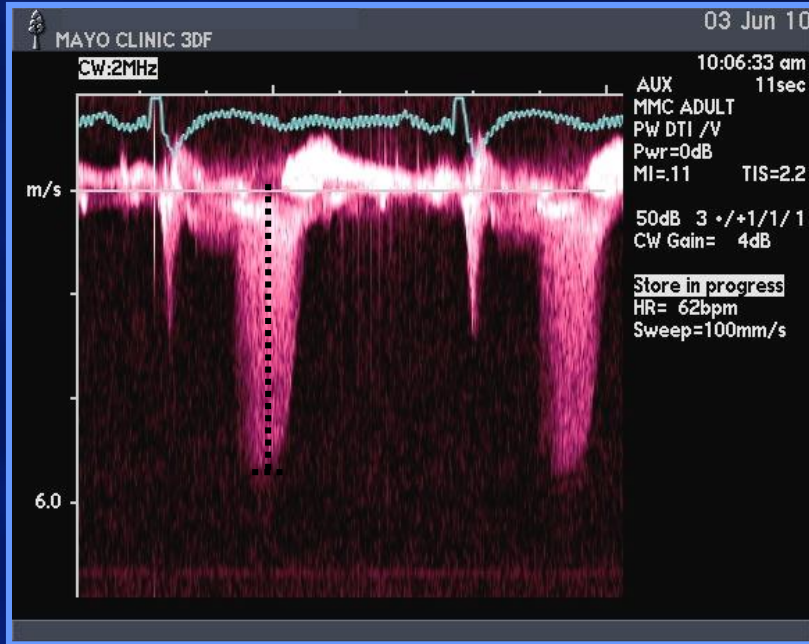 03 Jun 10
MAYO CLINIC 3DF
CW:2MHz
10:06:33 am
AUX 11sec
MMC ADULT
PW DTI /V
Pwr=0dB
MI=.11 TIS=2.2
m/s
50dB 3 •/+1/1/ 1
CW Gain= 4dB
Store in progress
HR= 62bpm
Sweep=100mm/s
6.0